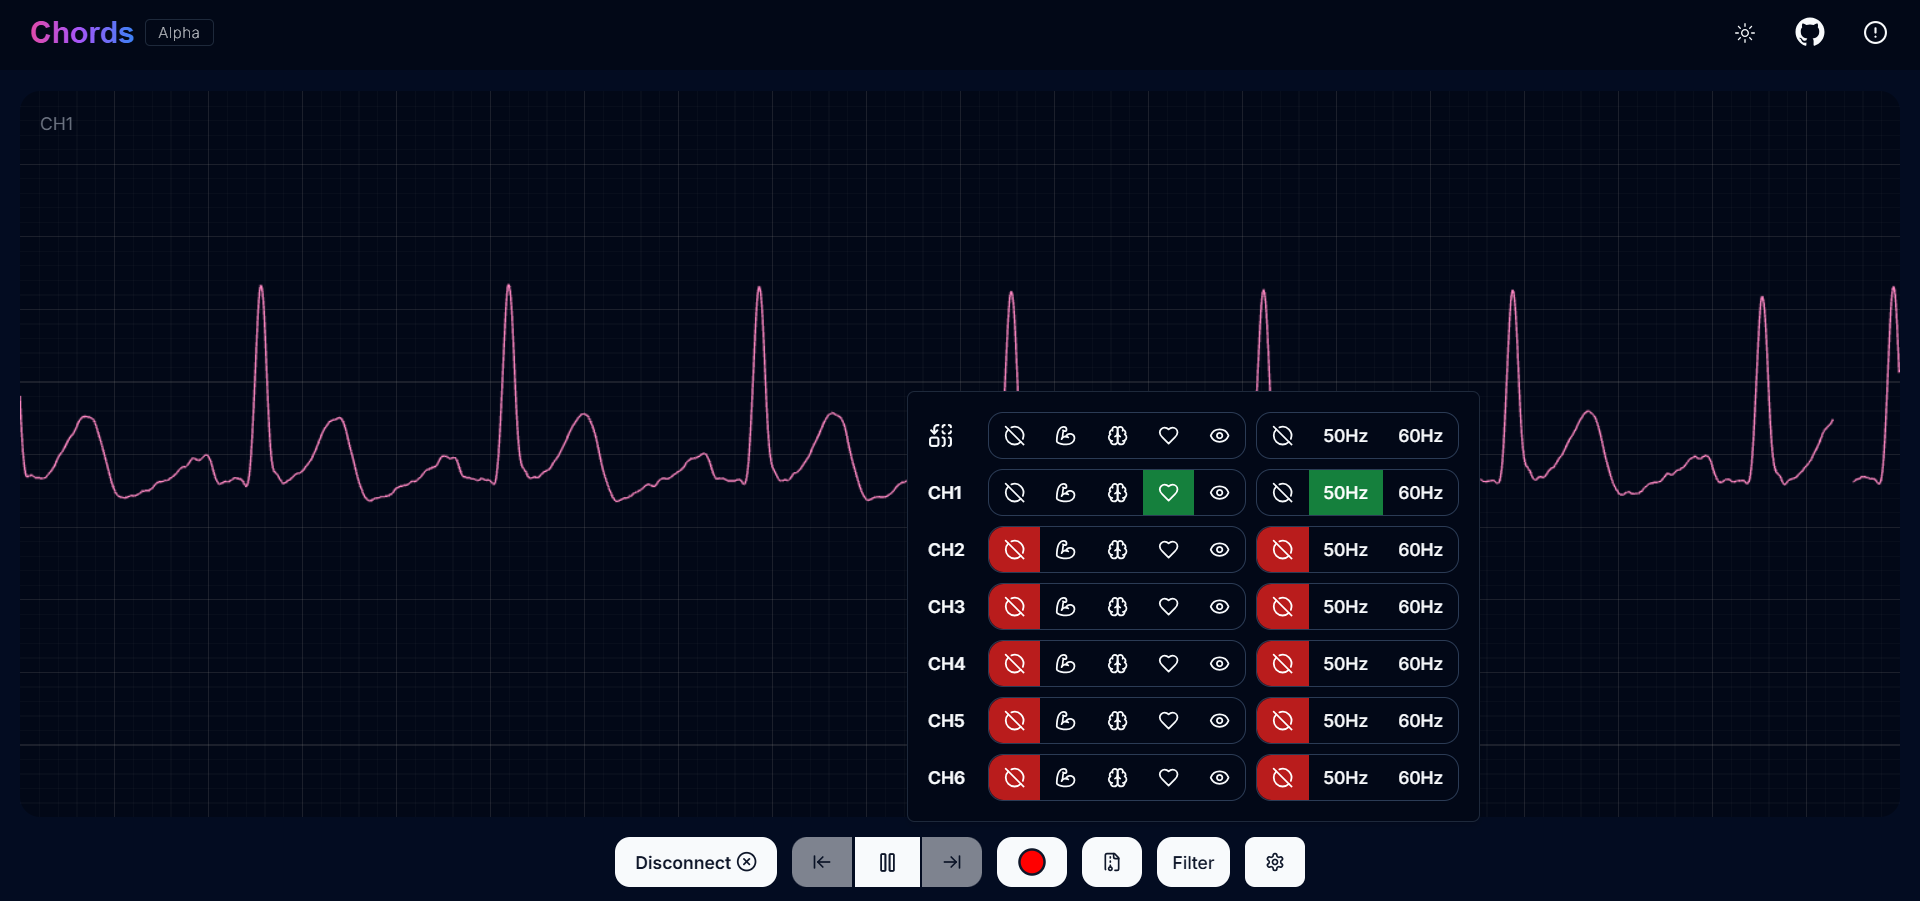 Chords Alpha
CH1
50Hz 60Hz
CH1 50Hz 60Hz
CH2 50Hz 60Hz
CH3 50Hz 60Hz
CH4 50Hz 60Hz
CH5 50Hz 60Hz
CH6 50Hz 60Hz
Disconnect Filter